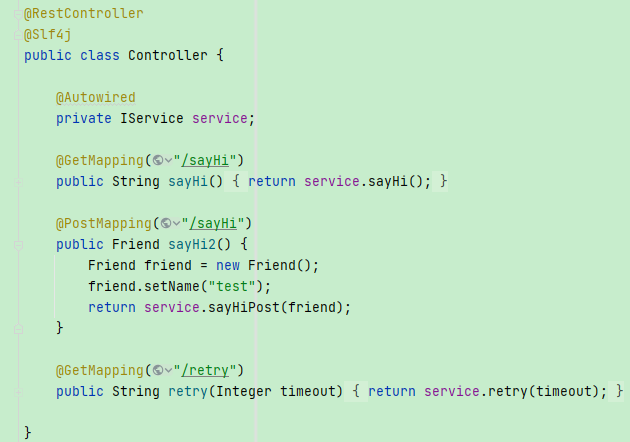 @RestController
@Slf4j
public class Controller {
@Autowired
private IService service;
@GetMapping("/sayHi")
public String sayHi() { return service.sayHi(); }
@PostMapping("/sayHi")
public Friend sayHi2() {
Friend friend = new Friend();
friend.setName("test");
return service.sayHiPost(friend);
}
@GetMapping("/retry")
public String retry(Integer timeout) { return service.retry(timeout); }
}